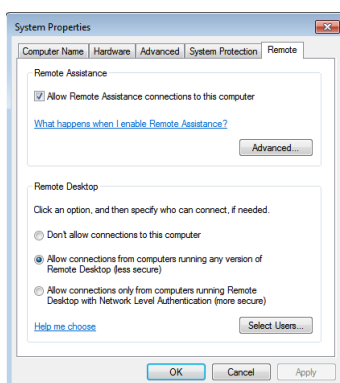 System Properties
Computer Name Hardware Advanced System Protection Remote
Remote Assistance
Allow Remote Assistance connections to this computer
What happens when I enable Remote Assistance?
Advanced...
Remote Desktop
Click an option, and then specify who can connect, if needed.
Don't allow connections to this computer
Allow connections from computers running any version of
Remote Desktop (less secure)
Allow connections only from computers running Remote
Desktop with Network Level Authentication (more secure)
Help me choose
Select Users...
OK Cancel Apply